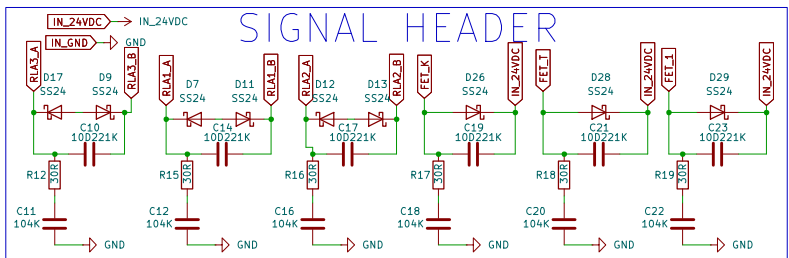 SIGNAL HEADER
IN_24VDC IN_24VDC
IN_GND GND
RLA3_A RLA3_B RLA1_A RLA1_B RLA2_A RLA2_B FET_K IN_24VDC FET_T IN_24VDC FET_1 IN_24VDC
D17 D9 D7 D11 D12 D13 D26 D28 D29
SS24 SS24 SS24 SS24 SS24 SS24 SS24 SS24 SS24
C10 C14 C17 C19 C21 C23
10D221K 10D221K 10D221K 10D221K 10D221K 10D221K
R12 30R R15 30R R16 30R R17 30R R18 30R R19 30R
C11 C12 C16 C18 C20 C22
104K 104K 104K 104K 104K 104K
GND GND GND GND GND GND